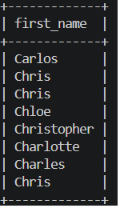 +-------------+
| first_name  |
+-------------+
| Carlos      |
| Chris       |
| Chris       |
| Chloe       |
| Christopher |
| Charlotte   |
| Charles     |
| Chris       |
+-------------+